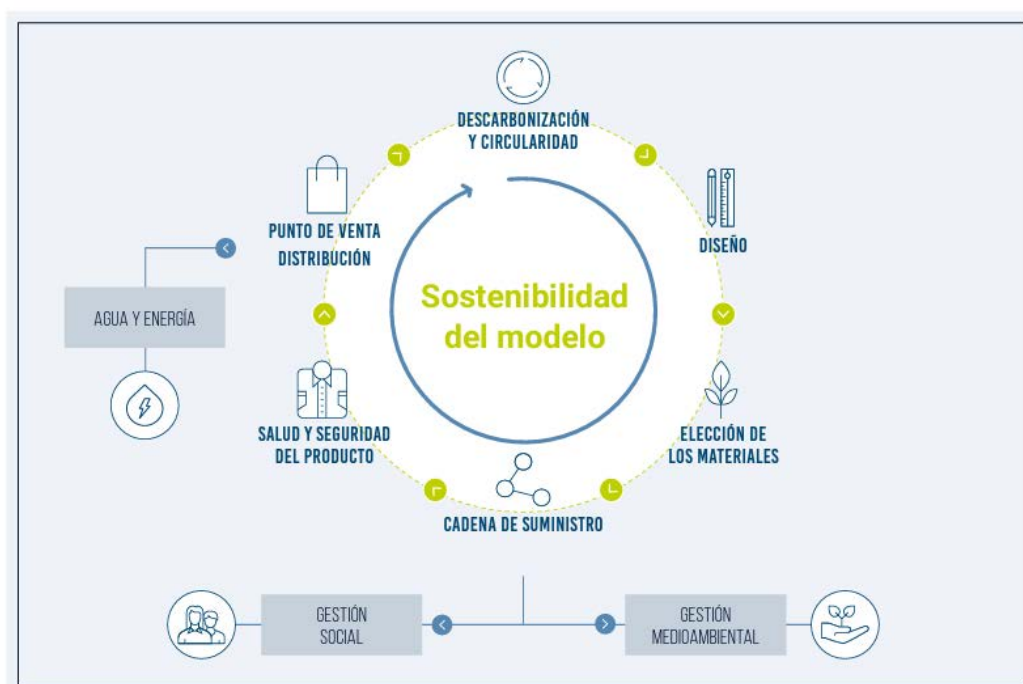 DESCARBONIZACIÓN
Y CIRCULARIDAD
DISEÑO
ELECCIÓN DE
LOS MATERIALES
CADENA DE SUMINISTRO
SALUD Y SEGURIDAD
DEL PRODUCTO
PUNTO DE VENTA
DISTRIBUCIÓN
Sostenibilidad
del modelo
AGUA Y ENERGÍA
GESTIÓN
SOCIAL
GESTIÓN
MEDIOAMBIENTAL